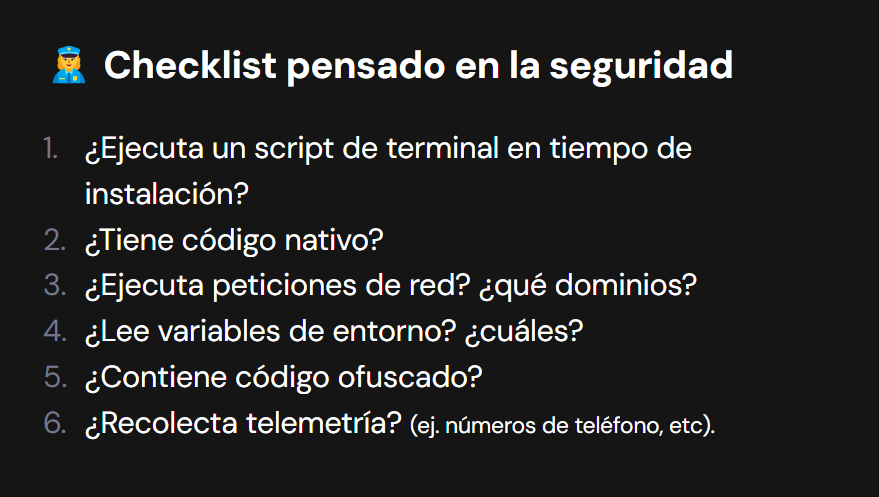 👮‍♀️ Checklist pensado en la seguridad
1. ¿Ejecuta un script de terminal en tiempo de
instalación?
2. ¿Tiene código nativo?
3. ¿Ejecuta peticiones de red? ¿qué dominios?
4. ¿Lee variables de entorno? ¿cuáles?
5. ¿Contiene código ofuscado?
6. ¿Recolecta telemetría? (ej. números de teléfono, etc).